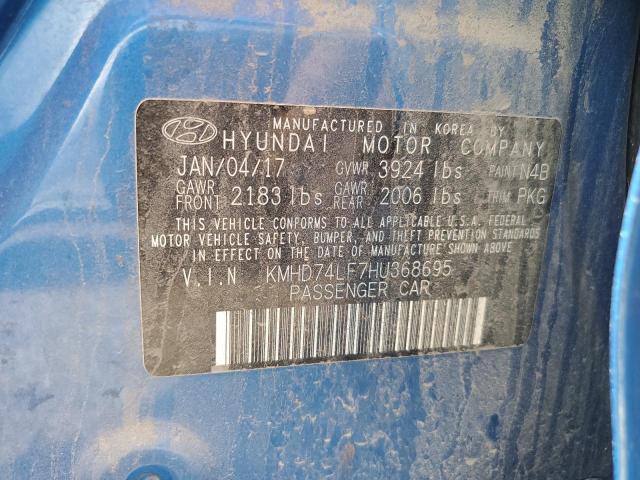 MANUFACTURED IN KOREA BY
HYUNDAI MOTOR COMPANY
JAN/04/17 GVWR 3924 lbs PAINT N4B
GAWR FRONT 2183 lbs GAWR REAR 2006 lbs TRIM PKG
THIS VEHICLE CONFORMS TO ALL APPLICABLE U.S.A. FEDERAL
MOTOR VEHICLE SAFETY, BUMPER, AND THEFT PREVENTION STANDARDS
IN EFFECT ON THE DATE OF MANUFACTURE SHOWN ABOVE.
V.I.N KMHD74LF7HU368695
PASSENGER CAR